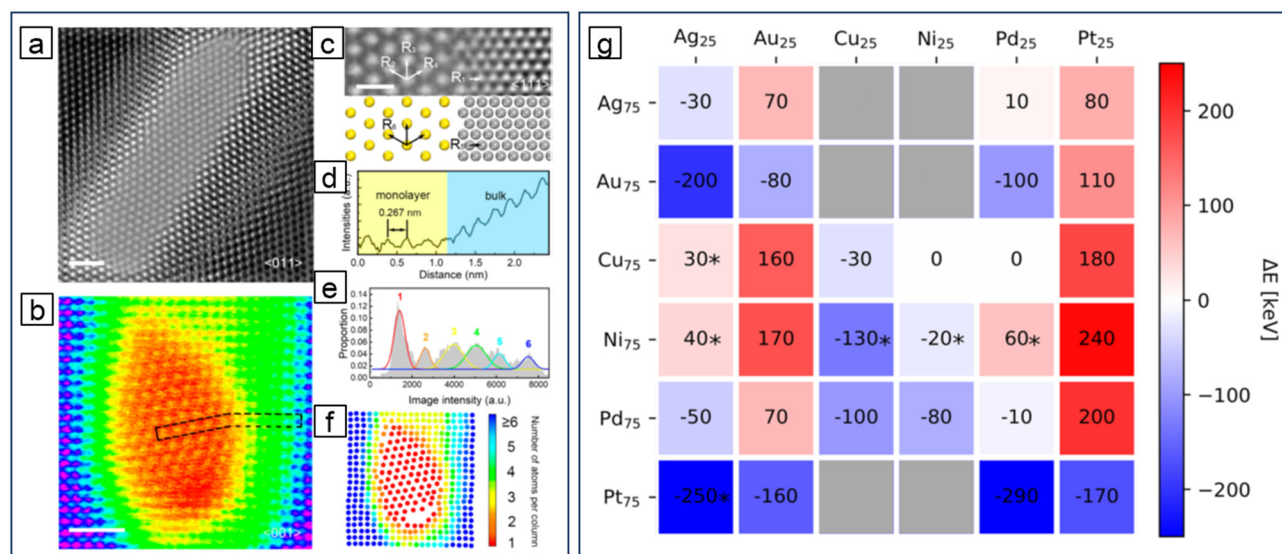 a
<011>
b
<001>
c
R₃
R₂
R₄
R₁
<111>
R₆
d
Intensities (a.u.)
monolayer
bulk
0.267 nm
0.0
0.5
1.0
1.5
2.0
Distance (nm)
e
Proportion
0.14
0.12
0.10
0.08
0.06
0.04
0.02
0.00
1
2
3
4
5
6
0
2000
4000
6000
8000
Image intensity (a.u.)
f
≥6
5
4
3
2
1
Number of atoms per column
g
Ag₂₅ Au₂₅ Cu₂₅ Ni₂₅ Pd₂₅ Pt₂₅
Ag₇₅ -30 70 10 80
Au₇₅ -200 -80 -100 110
Cu₇₅ 30* 160 -30 0 0 180
Ni₇₅ 40* 170 -130* -20* 60* 240
Pd₇₅ -50 70 -100 -80 -10 200
Pt₇₅ -250* -160 -290 -170
200
100
0
−100
−200
ΔE [keV]